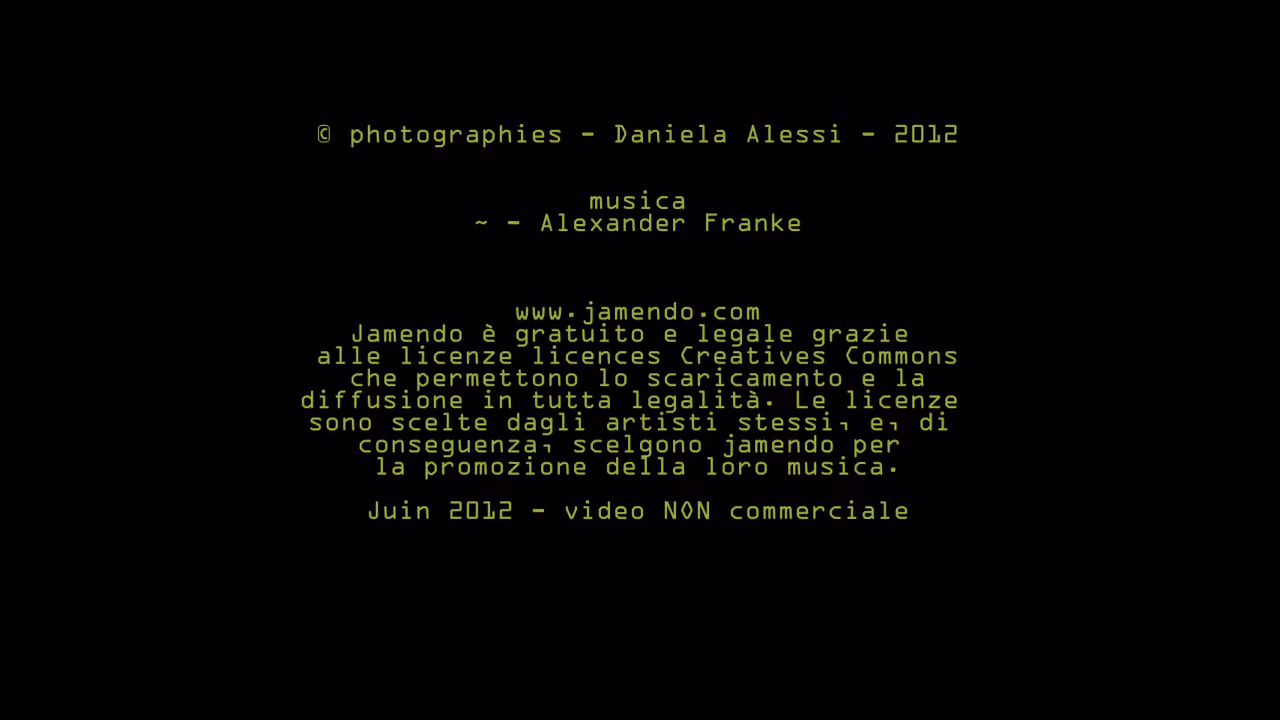 © photographies - Daniela Alessi - 2012
musica
~ - Alexander Franke
www.jamendo.com
Jamendo è gratuito e legale grazie
alle licenze licences Creatives Commons
che permettono lo scaricamento e la
diffusione in tutta legalità. Le licenze
sono scelte dagli artisti stessi, e, di
conseguenza, scelgono jamendo per
la promozione della loro musica.
Juin 2012 - video NON commerciale